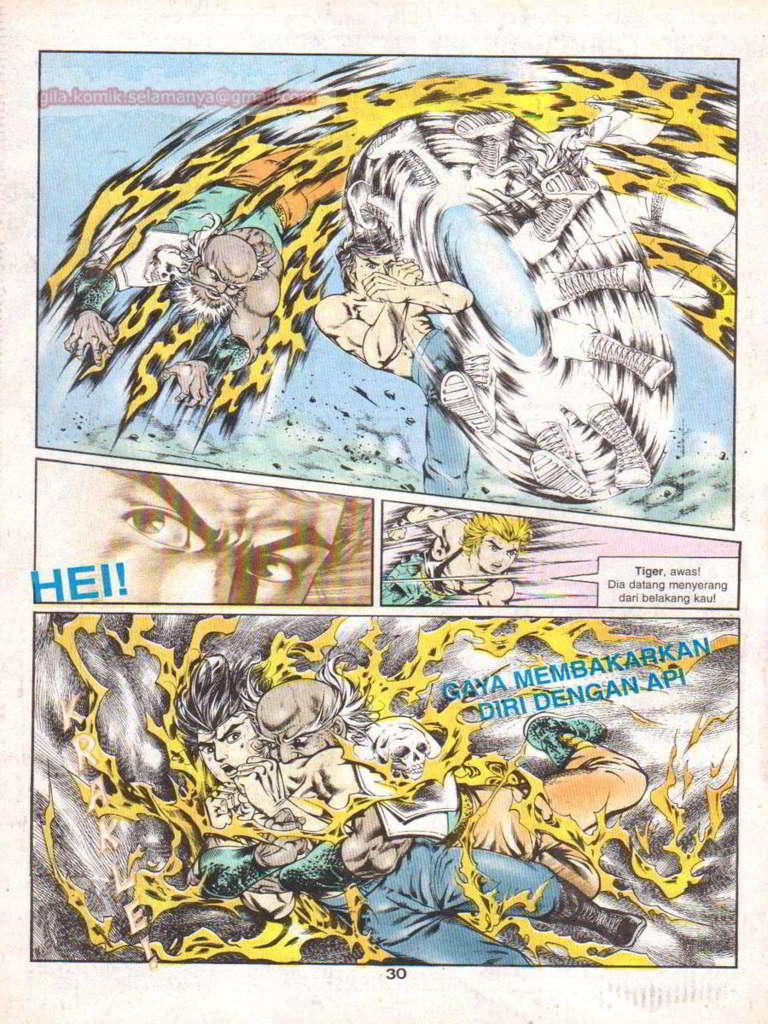 gila.komik.selamanya@gmail.com
HEI!
Tiger, awas!
Dia datang menyerang
dari belakang kau!
GAYA MEMBAKARKAN
DIRI DENGAN API
30